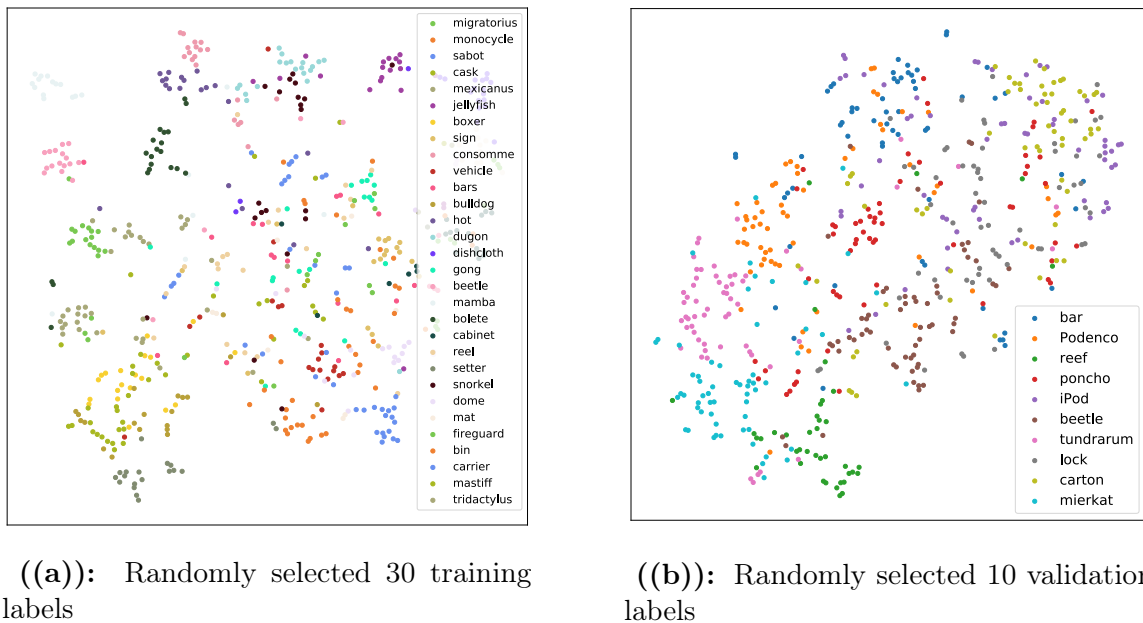 migratorius
monocycle
sabot
cask
mexicanus
jellyfish
boxer
sign
consomme
vehicle
bars
bulldog
hot
dugon
dishcloth
gong
beetle
mamba
bolete
cabinet
reel
setter
snorkel
dome
mat
fireguard
bin
carrier
mastiff
tridactylus
bar
Podenco
reef
poncho
iPod
beetle
tundrarum
lock
carton
mierkat
((a)): Randomly selected 30 training
labels
((b)): Randomly selected 10 validation
labels